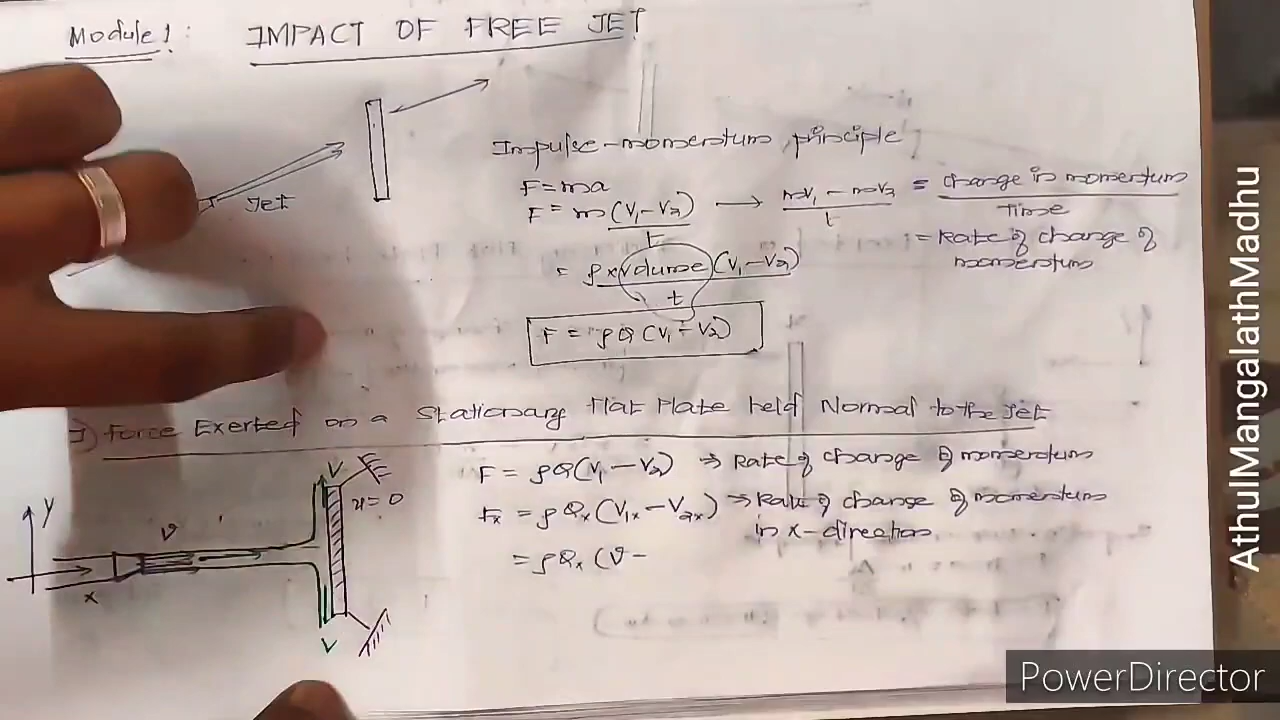 Module 1: IMPACT OF FREE JET
Jet
Impulse-momentum principle
F = ma
F = m (V₁ - V₂) / t → mv₁ - mv₂ / t = change in momentum / Time
= Rate of change of momentum
= ρ x volume (V₁ - V₂) / t
F = ρQ (V₁ - V₂)
1) Force Exerted on a Stationary Flat Plate held Normal to the Jet
F = ρQ (V₁ - V₂) → Rate of change of momentum
Fx = ρQx (V₁x - V₂x) → Rate of change of momentum in x-direction
= ρQx (V -
y
x
V
V
u = 0
V
AthulMangalathMadhu
PowerDirector